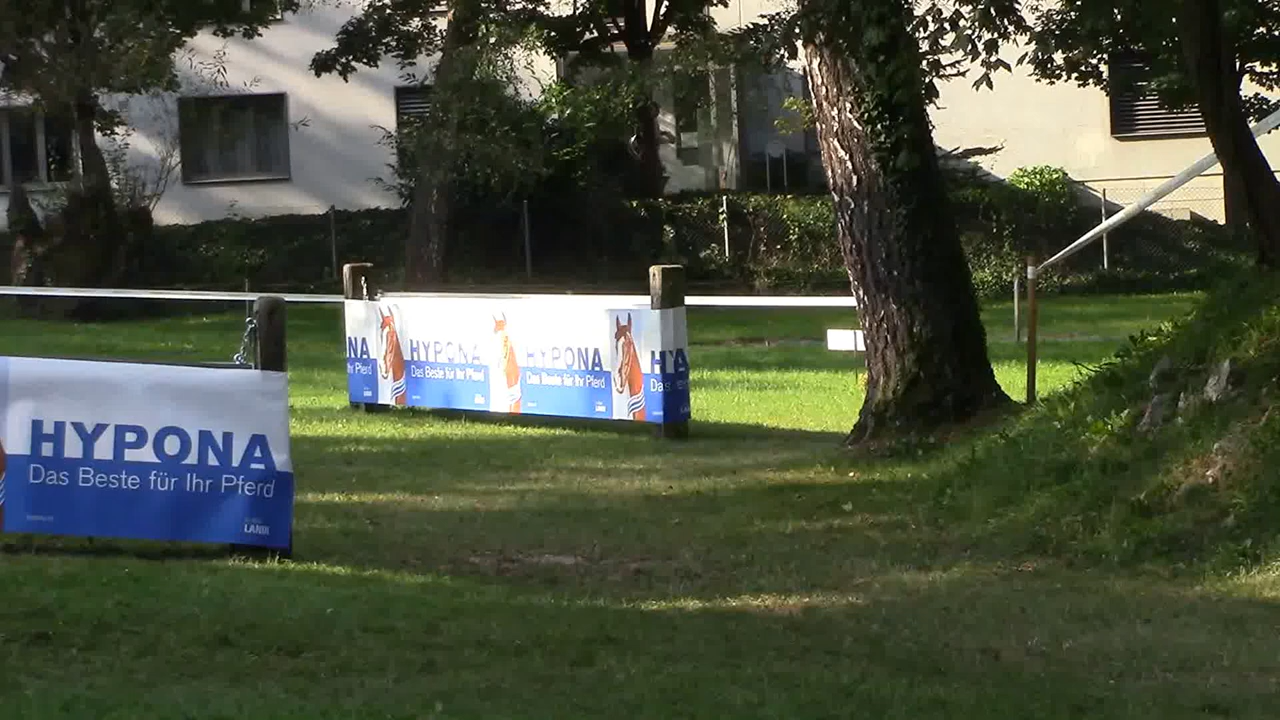 HYPONA
Das Beste für Ihr Pferd
LANDI
NA
Ihr Pferd
HYPONA
Das Beste für Ihr Pferd
HYPONA
Das Beste für Ihr Pferd
LANDI
HYPONA
Das